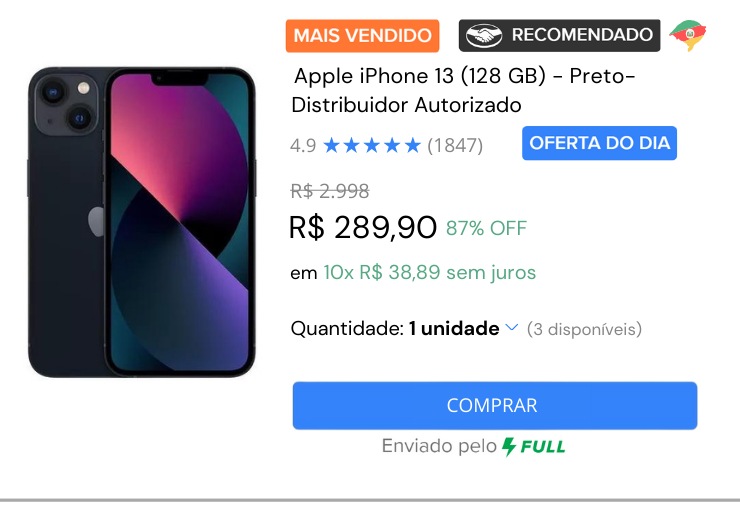 MAIS VENDIDO
RECOMENDADO
Apple iPhone 13 (128 GB) - Preto-
Distribuidor Autorizado
4.9 ★★★★★ (1847)
OFERTA DO DIA
R$ 2.998
R$ 289,90 87% OFF
em 10x R$ 38,89 sem juros
Quantidade: 1 unidade (3 disponíveis)
COMPRAR
Enviado pelo FULL